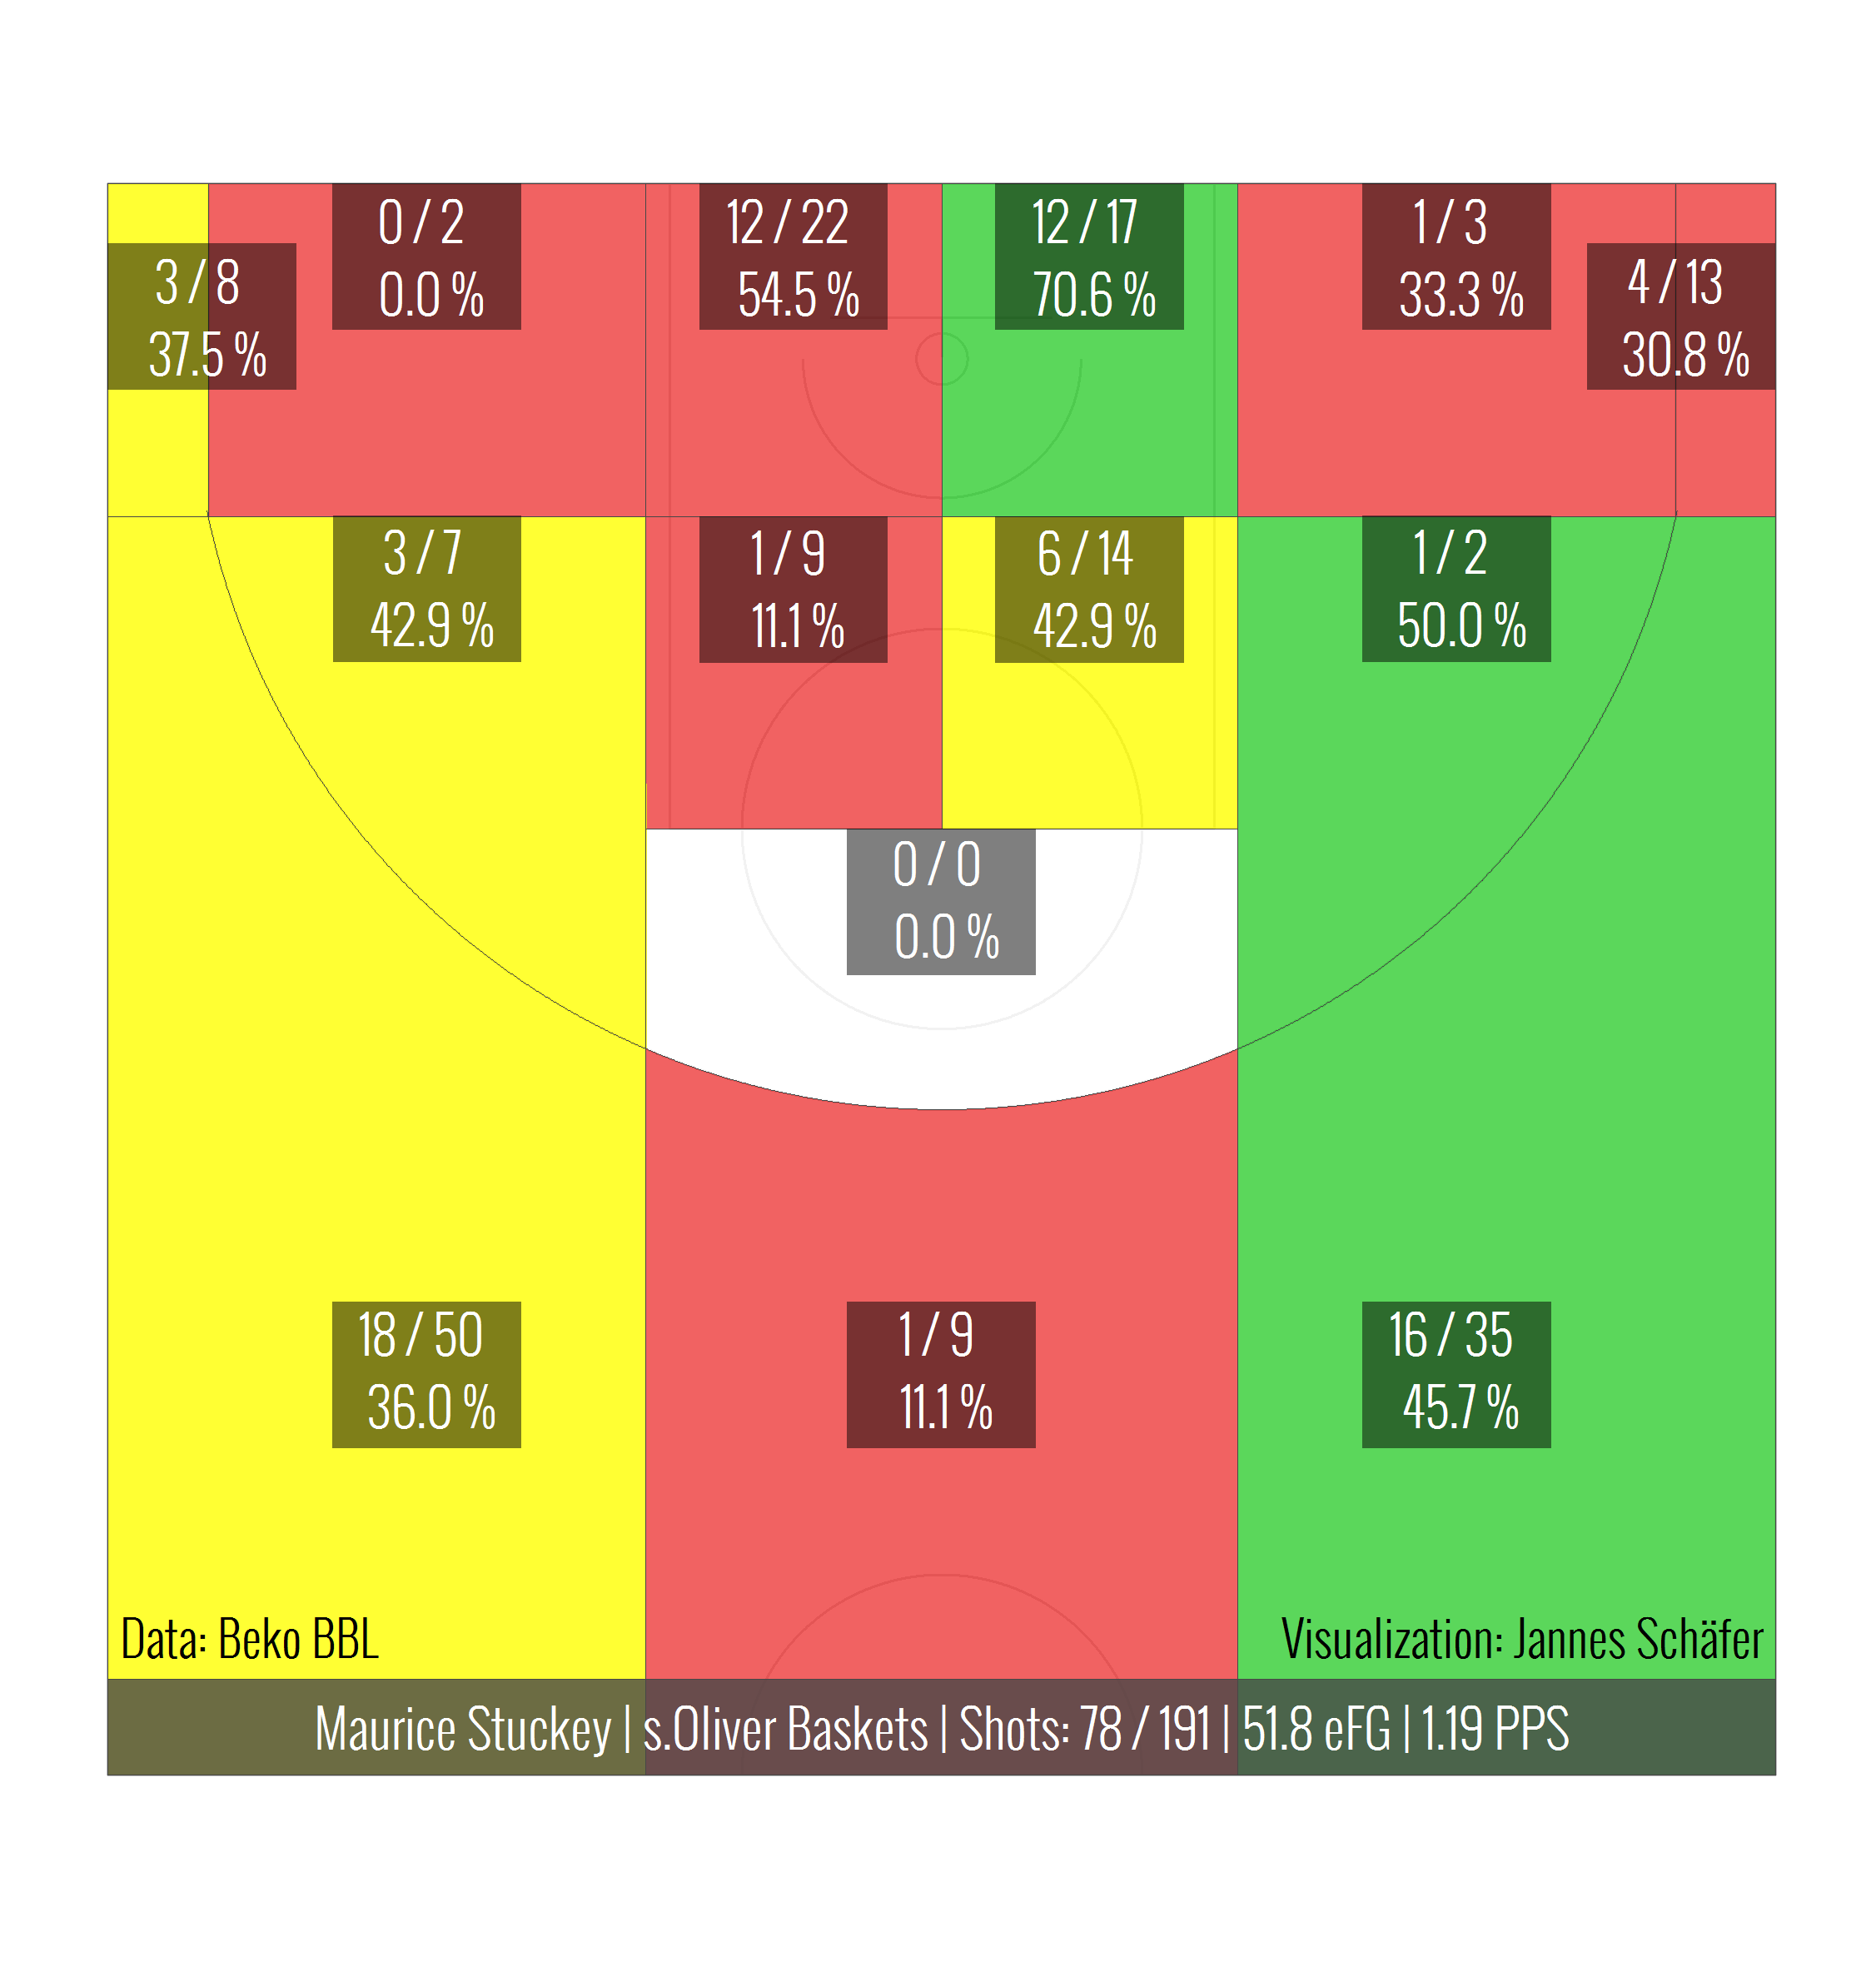 0 / 2
0.0 %
12 / 22
54.5 %
12 / 17
70.6 %
1 / 3
33.3 %
3 / 8
37.5 %
4 / 13
30.8 %
3 / 7
42.9 %
1 / 9
11.1 %
6 / 14
42.9 %
1 / 2
50.0 %
0 / 0
0.0 %
18 / 50
36.0 %
1 / 9
11.1 %
16 / 35
45.7 %
Data: Beko BBL
Visualization: Jannes Schäfer
Maurice Stuckey | s.Oliver Baskets | Shots: 78 / 191 | 51.8 eFG | 1.19 PPS